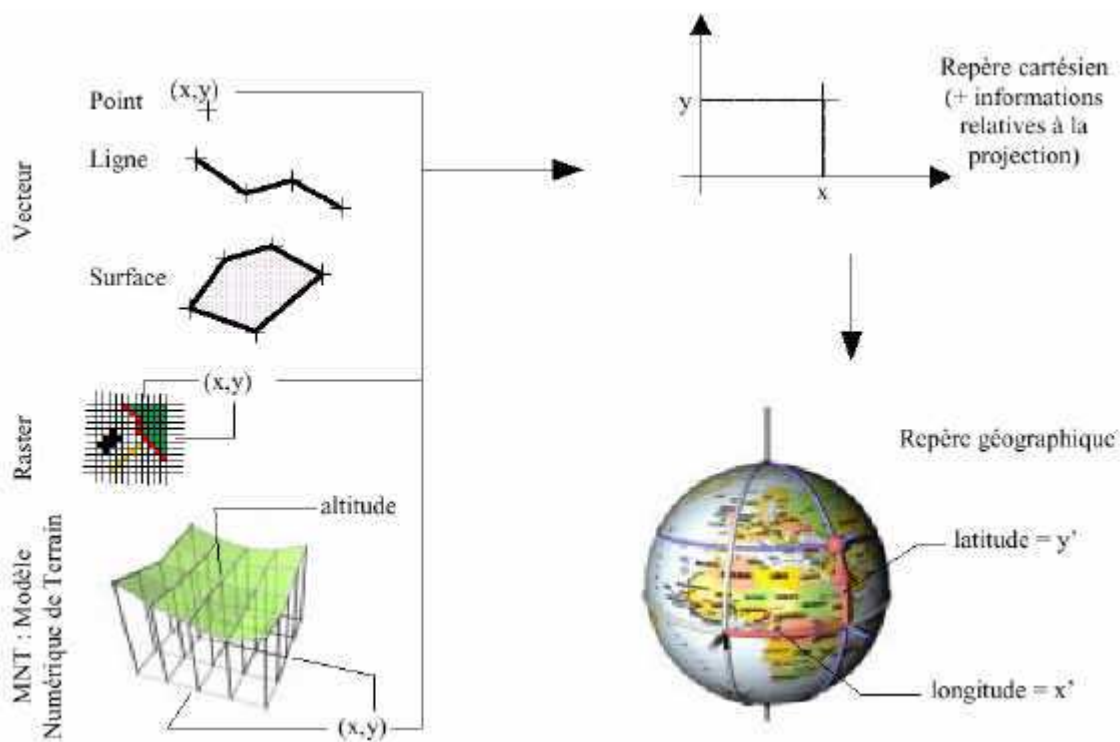 Vecteur
Point
(x,y)
Ligne
Surface
Raster
(x,y)
MNT : Modèle
Numérique de Terrain
altitude
(x,y)
y
x
Repère cartésien
(+ informations
relatives à la
projection)
Repère géographique
latitude = y'
longitude = x'